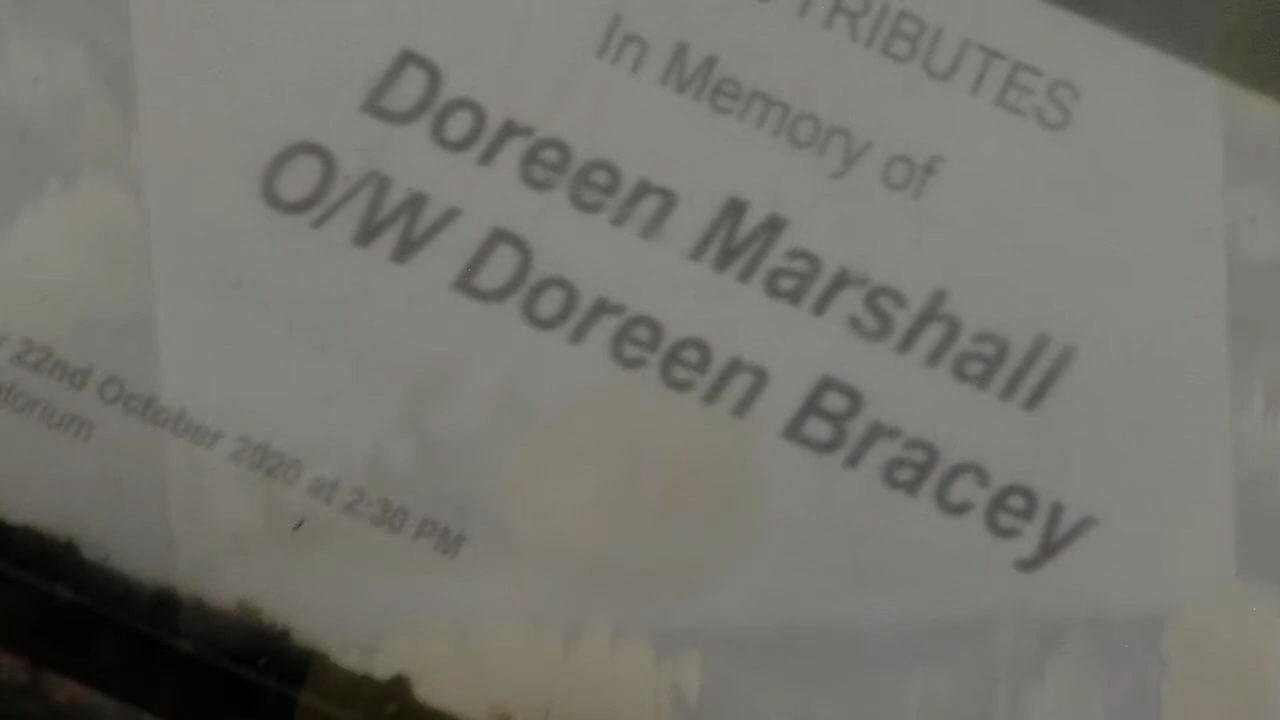 TRIBUTES
In Memory of
Doreen Marshall
O/W Doreen Bracey
22nd October 2020 at 2:30 PM